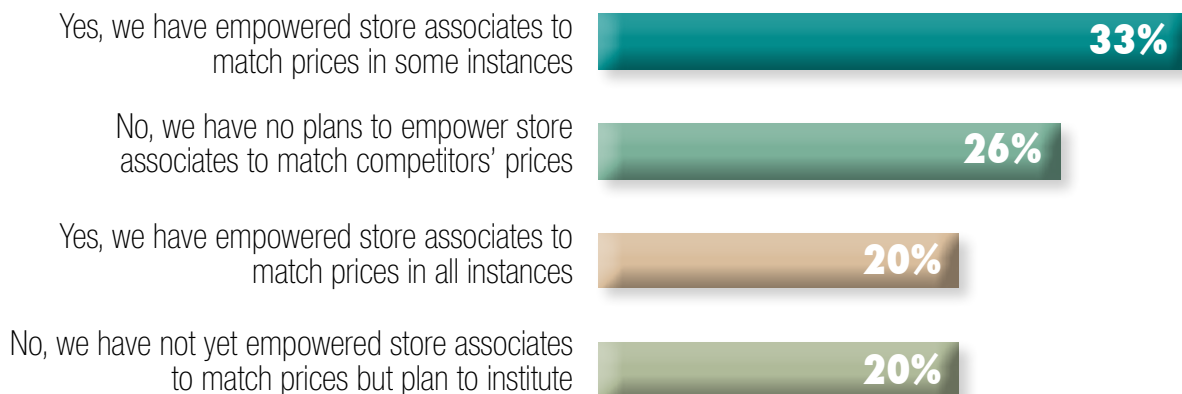 Yes, we have empowered store associates to
match prices in some instances
33%
No, we have no plans to empower store
associates to match competitors’ prices
26%
Yes, we have empowered store associates to
match prices in all instances
20%
No, we have not yet empowered store associates
to match prices but plan to institute
20%